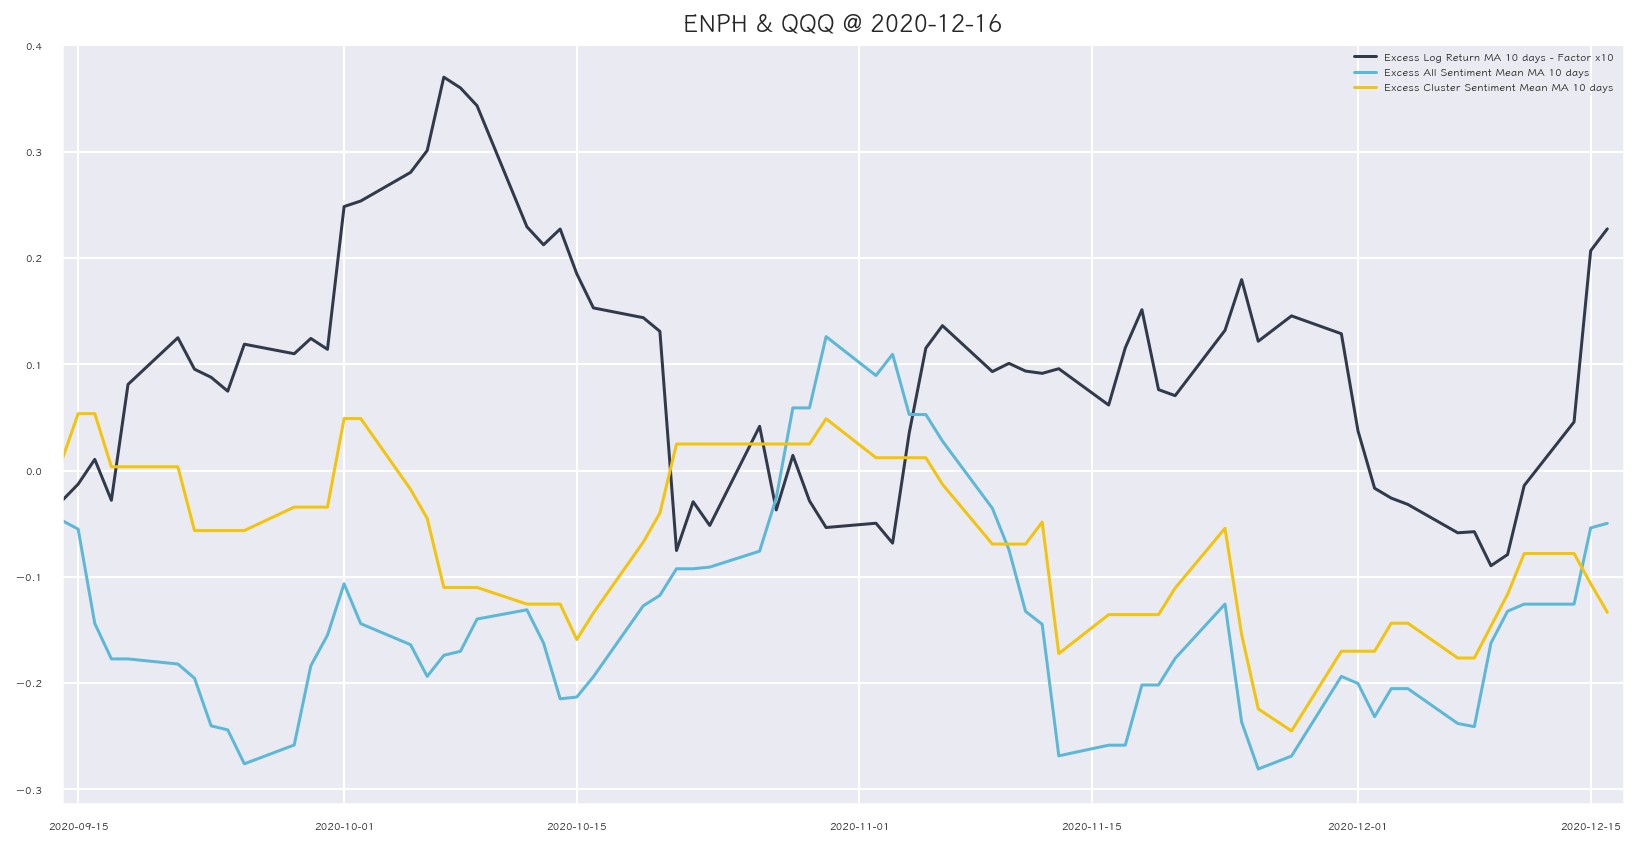 ENPH & QQQ @ 2020-12-16
Excess Log Return MA 10 days - Factor x10
Excess All Sentiment Mean MA 10 days
Excess Cluster Sentiment Mean MA 10 days
0.4
0.3
0.2
0.1
0.0
−0.1
−0.2
−0.3
2020-09-15 2020-10-01 2020-10-15 2020-11-01 2020-11-15 2020-12-01 2020-12-15